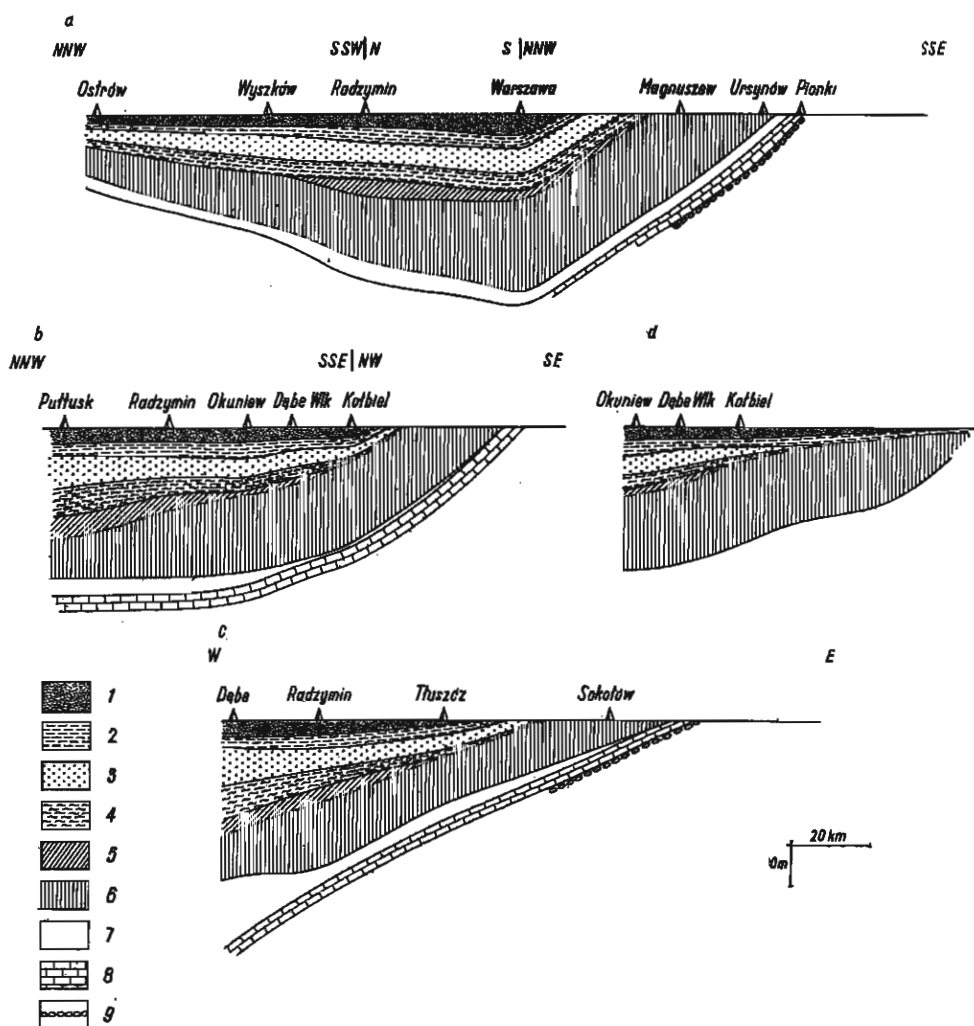 a
NNW SSW|N S|NNW SSE
Ostrów Wyszków Radzymin Warszawa Magnuszew Ursynów Pionki
b d
NNW SSE|NW SE
Pułtusk Radzymin Okuniew Dębe Wlk Kołbiel Okuniew Dębe Wlk Kołbiel
c
W E
Dębe Radzymin Tłuszcz Sokołów
1
2
3
4
5
6
7
8
9
20 km
0m